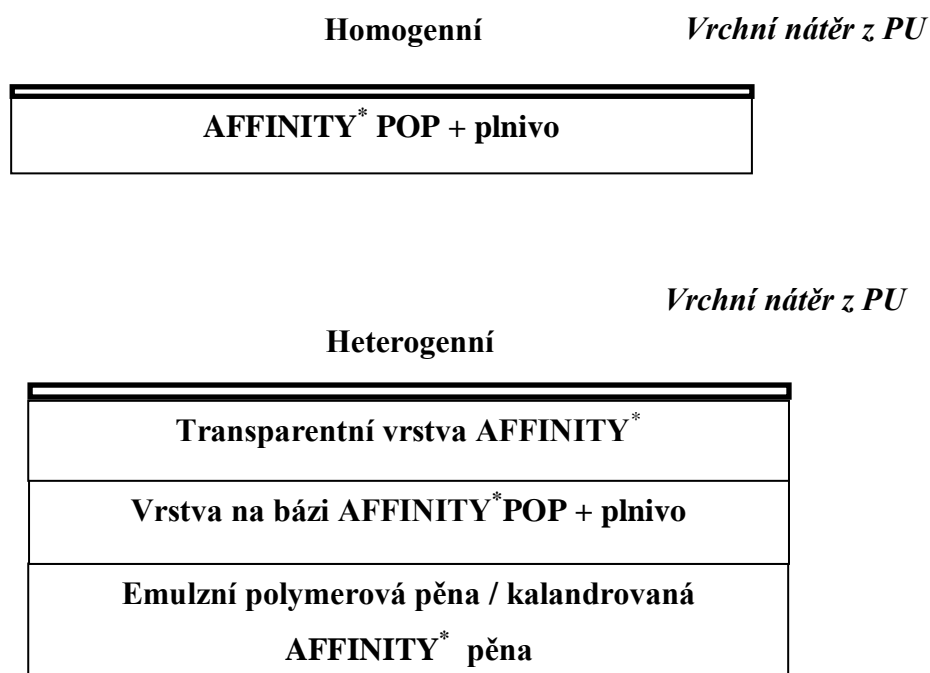 Homogenní Vrchní nátěr z PU
AFFINITY* POP + plnivo
Vrchní nátěr z PU
Heterogenní
Transparentní vrstva AFFINITY*
Vrstva na bázi AFFINITY*POP + plnivo
Emulzní polymerová pěna / kalandrovaná
AFFINITY* pěna